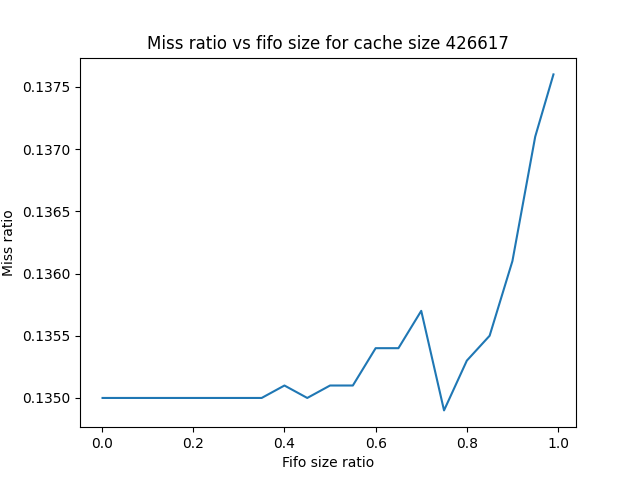 Miss ratio vs fifo size for cache size 426617
0.1375
0.1370
0.1365
0.1360
0.1355
0.1350
Miss ratio
0.0 0.2 0.4 0.6 0.8 1.0
Fifo size ratio